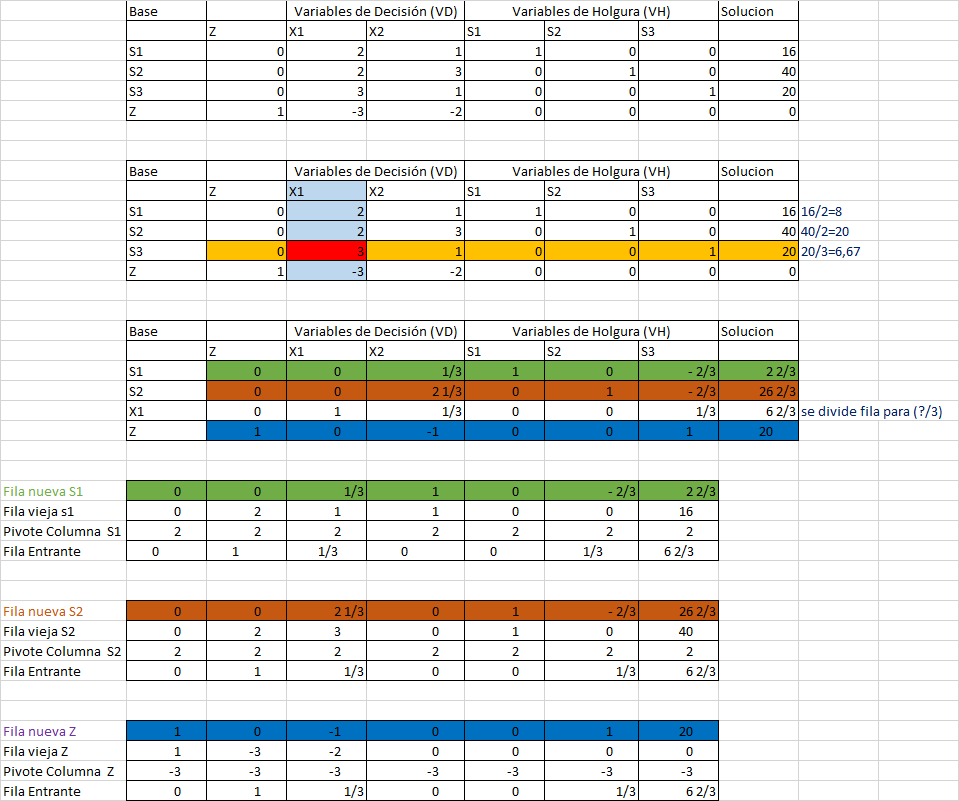 Base Variables de Decisión (VD) Variables de Holgura (VH) Solucion
Z X1 X2 S1 S2 S3
S1 0 2 1 1 0 0 16
S2 0 2 3 0 1 0 40
S3 0 3 1 0 0 1 20
Z 1 -3 -2 0 0 0 0
Base Variables de Decisión (VD) Variables de Holgura (VH) Solucion
Z X1 X2 S1 S2 S3
S1 0 2 1 1 0 0 16 16/2=8
S2 0 2 3 0 1 0 40 40/2=20
S3 0 3 1 0 0 1 20 20/3=6,67
Z 1 -3 -2 0 0 0 0
Base Variables de Decisión (VD) Variables de Holgura (VH) Solucion
Z X1 X2 S1 S2 S3
S1 0 0 1/3 1 0 - 2/3 2 2/3
S2 0 0 2 1/3 0 1 - 2/3 26 2/3
X1 0 1 1/3 0 0 1/3 6 2/3 se divide fila para (?/3)
Z 1 0 -1 0 0 1 20
Fila nueva S1 0 0 1/3 1 0 - 2/3 2 2/3
Fila vieja s1 0 2 1 1 0 0 16
Pivote Columna S1 2 2 2 2 2 2 2
Fila Entrante 0 1 1/3 0 0 1/3 6 2/3
Fila nueva S2 0 0 2 1/3 0 1 - 2/3 26 2/3
Fila vieja S2 0 2 3 0 1 0 40
Pivote Columna S2 2 2 2 2 2 2 2
Fila Entrante 0 1 1/3 0 0 1/3 6 2/3
Fila nueva Z 1 0 -1 0 0 1 20
Fila vieja Z 1 -3 -2 0 0 0 0
Pivote Columna Z -3 -3 -3 -3 -3 -3 -3
Fila Entrante 0 1 1/3 0 0 1/3 6 2/3